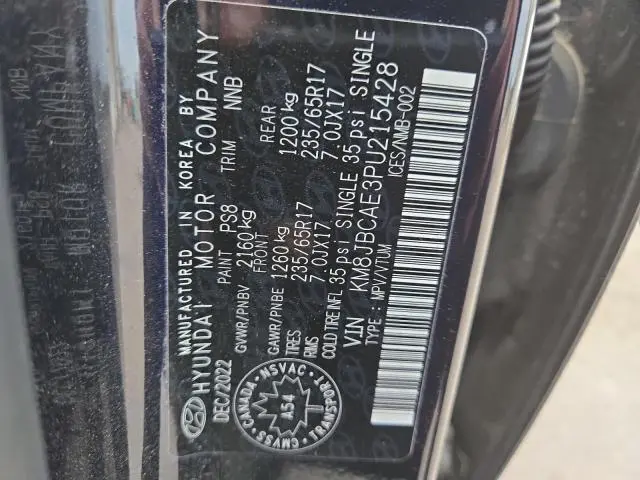 MANUFACTURED IN KOREA BY
HYUNDAI MOTOR COMPANY
DEC/2022 PAINT PS8 TRIM NNB
GVWR/PNBV 2160 kg
FRONT REAR
GAWR/PNBE 1260 kg 1200 kg
TIRES 235/65R17 235/65R17
RIMS 7.0JX17 7.0JX17
COLD TIRE INFL 35 psi SINGLE 35 psi SINGLE
VIN KM8JBCAE3PU215428
TYPE : MPV/VTUM ICES/NMB-002
CANADA MSVAC
A54
CMVSS TRANSPORT